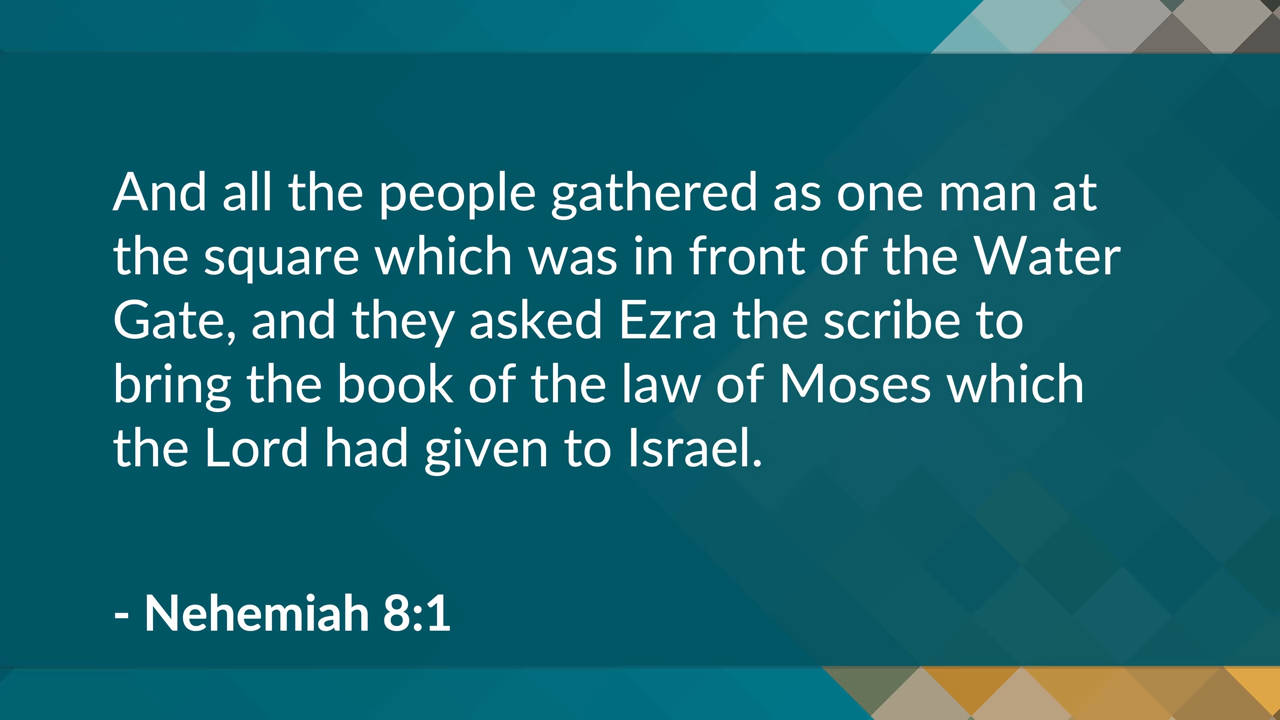 And all the people gathered as one man at
the square which was in front of the Water
Gate, and they asked Ezra the scribe to
bring the book of the law of Moses which
the Lord had given to Israel.
- Nehemiah 8:1